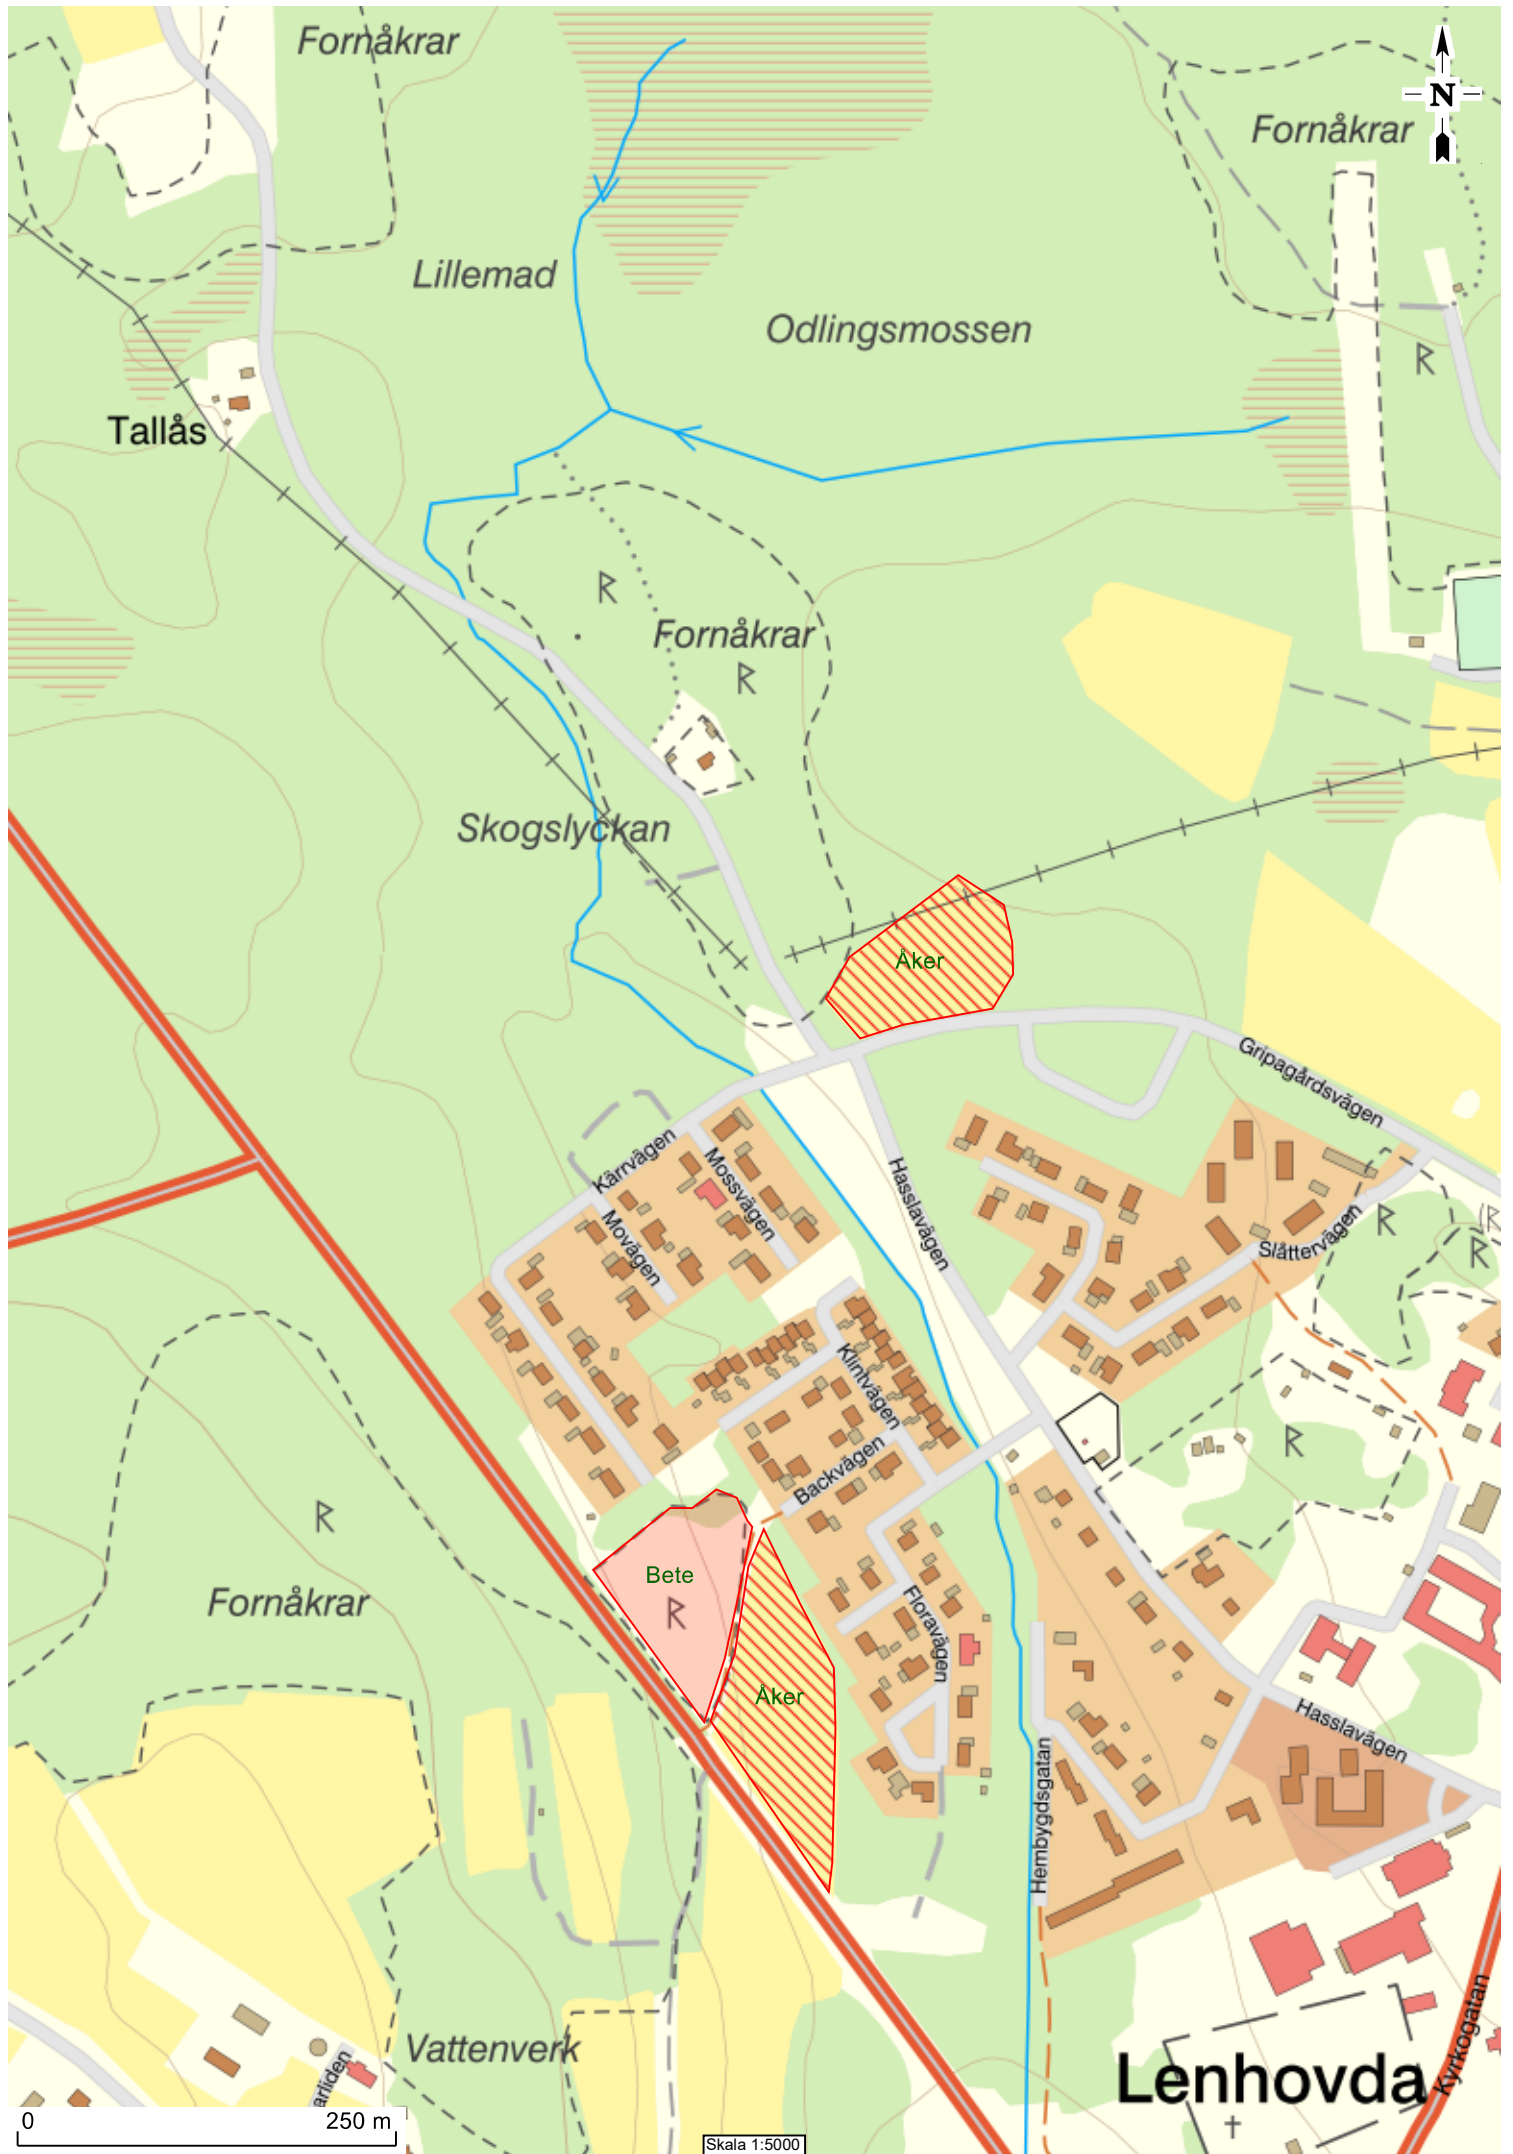 Fornåkrar
N
Fornåkrar
Lillemad
Odlingsmossen
R
Tallås
R
Fornåkrar
R
Skogslyckan
Åker
Gripagårdsvägen
Kärrvägen
Mossvägen
Hasslavägen
Movägen
Slåttervägen
R
R
R
Klintvägen
Backvägen
R
R
Bete
R
Fornåkrar
Floravägen
Åker
Hasslavägen
Hembygdsgatan
Vattenverk
arliden
Lenhovda
Kyrkogatan
0 250 m
Skala 1:5000